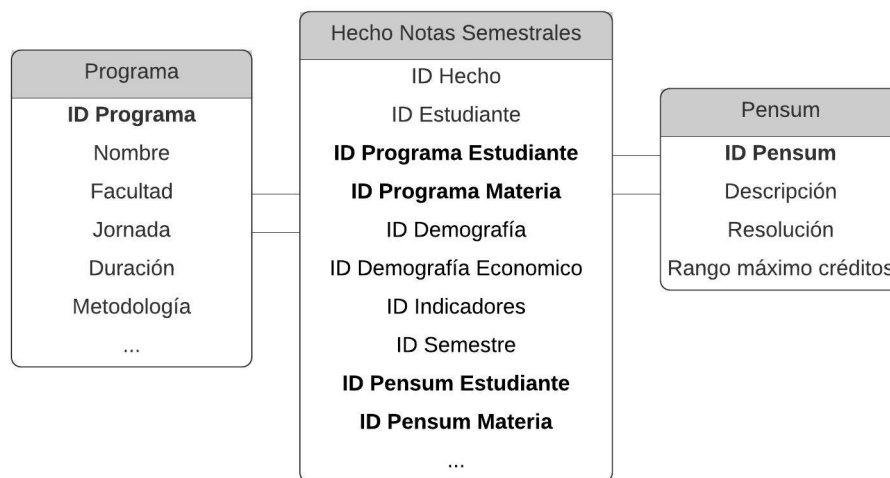 Programa
ID Programa
Nombre
Facultad
Jornada
Duración
Metodología
...
Hecho Notas Semestrales
ID Hecho
ID Estudiante
ID Programa Estudiante
ID Programa Materia
ID Demografía
ID Demografía Economico
ID Indicadores
ID Semestre
ID Pensum Estudiante
ID Pensum Materia
...
Pensum
ID Pensum
Descripción
Resolución
Rango máximo créditos